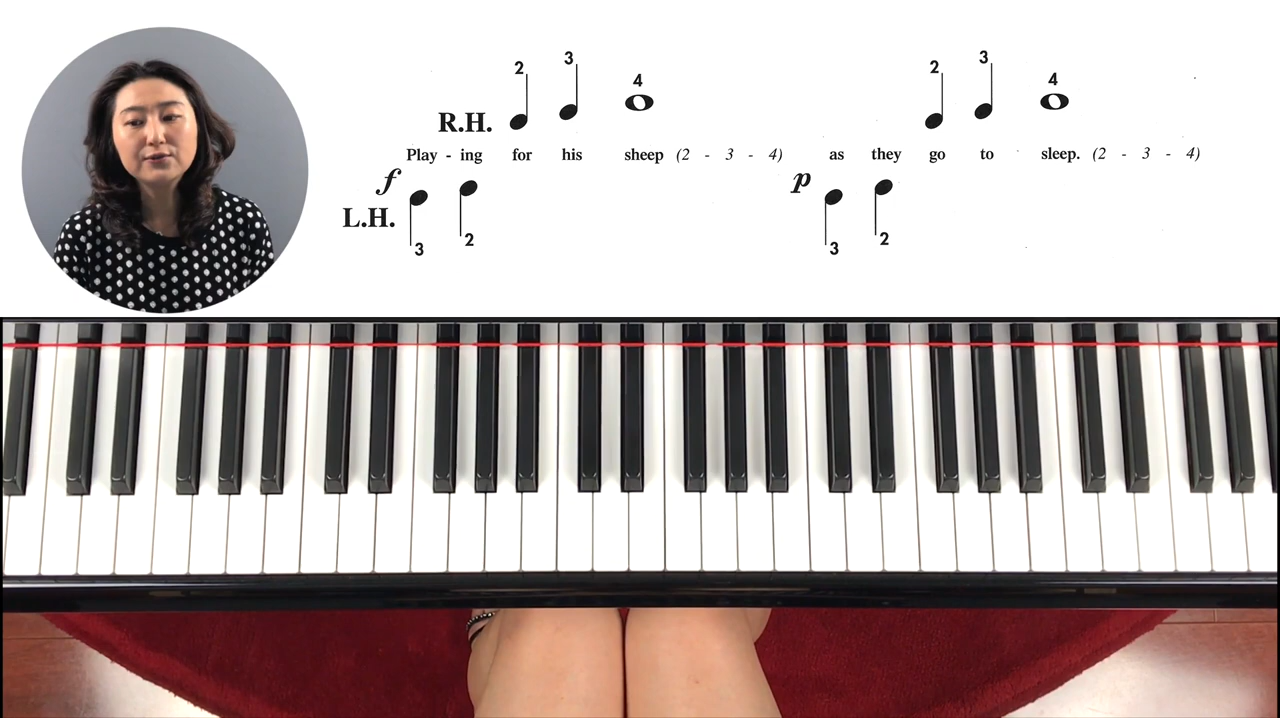 2 3 4 2 3 4
R.H.
Play - ing for his sheep (2 - 3 - 4) as they go to sleep. (2 - 3 - 4)
f p
L.H.
3 2 3 2